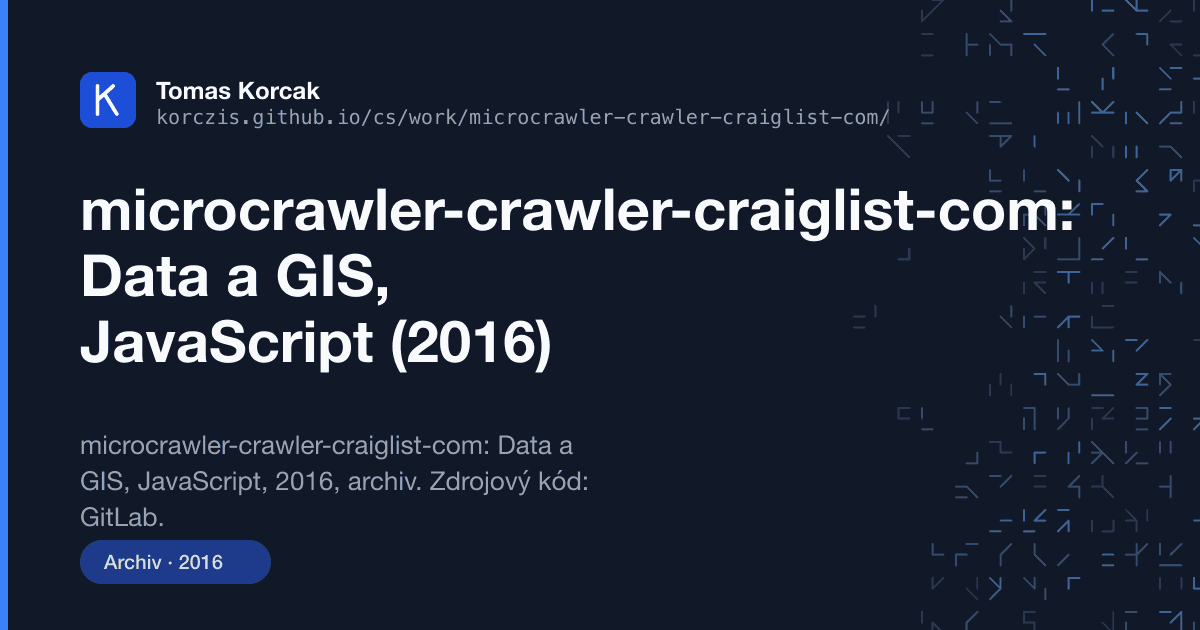 K
Tomas Korcak
korczis.github.io/cs/work/microcrawler-crawler-craiglist-com/
microcrawler-crawler-craiglist-com:
Data a GIS,
JavaScript (2016)
microcrawler-crawler-craiglist-com: Data a
GIS, JavaScript, 2016, archiv. Zdrojový kód:
GitLab.
Archiv · 2016